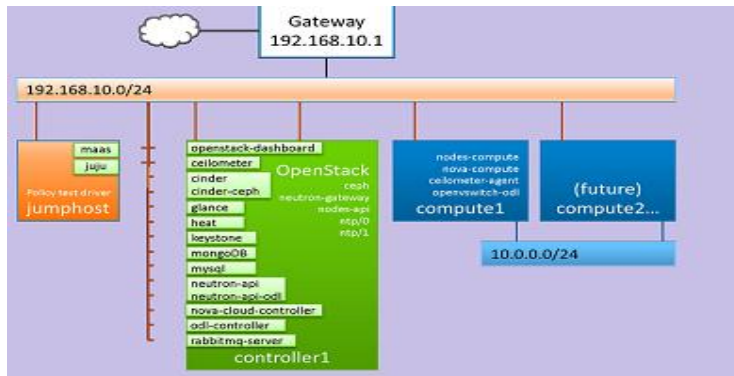 Gateway
192.168.10.1
192.168.10.0/24
maas
juju
Policy test driver
jumphost
openstack-dashboard
ceilometer
cinder
cinder-ceph
glance
heat
keystone
mongoDB
mysql
neutron-api
neutron-api-odl
nova-cloud-controller
odl-controller
rabbitmq-server
OpenStack
ceph
neutron-gateway
nodes-api
ntp/0
ntp/1
controller1
nodes-compute
nova-compute
ceilometer-agent
openvswitch-odl
compute1
(future)
compute2...
10.0.0.0/24